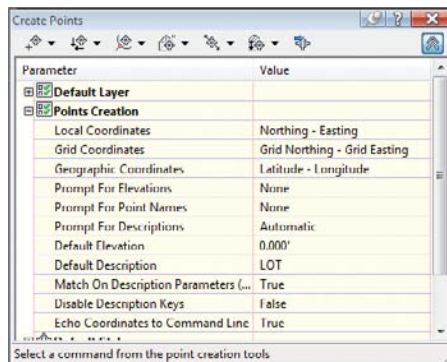 Create Points
Parameter Value
Default Layer
Points Creation
Local Coordinates Northing - Easting
Grid Coordinates Grid Northing - Grid Easting
Geographic Coordinates Latitude - Longitude
Prompt For Elevations None
Prompt For Point Names None
Prompt For Descriptions Automatic
Default Elevation 0.000'
Default Description LOT
Match On Description Parameters (... True
Disable Description Keys False
Echo Coordinates to Command Line True
Select a command from the point creation tools